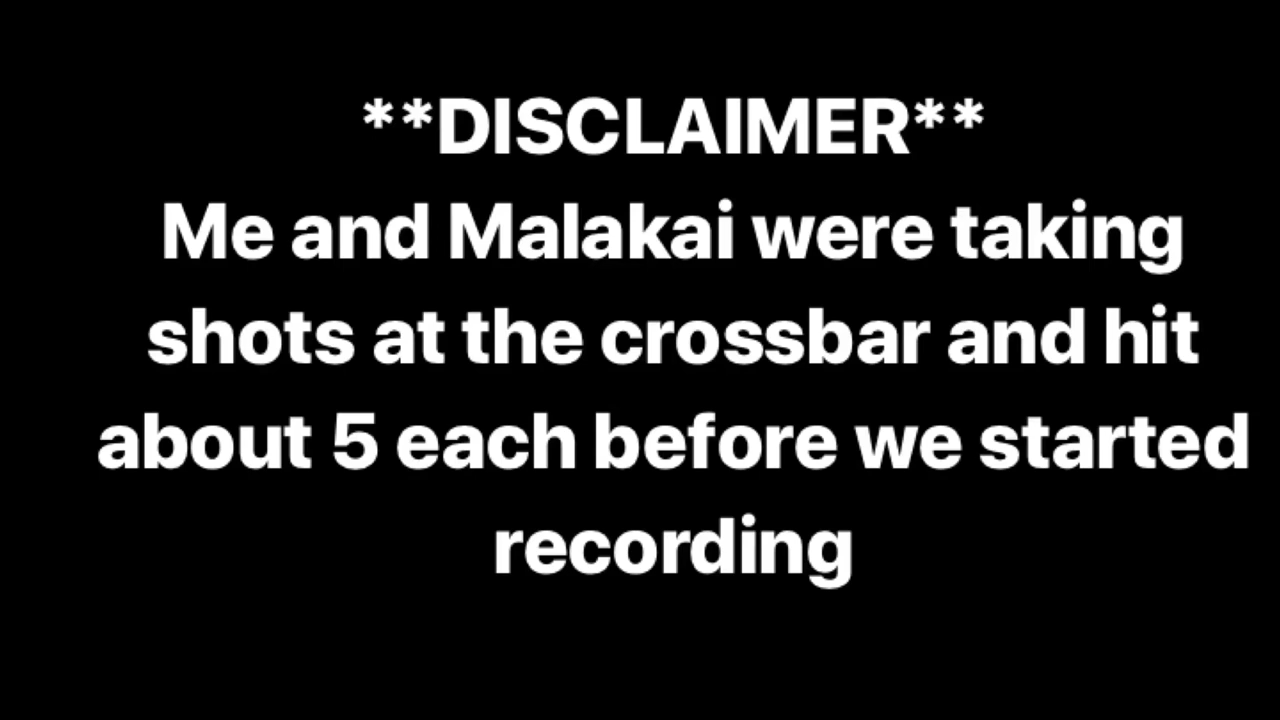 **DISCLAIMER**
Me and Malakai were taking
shots at the crossbar and hit
about 5 each before we started
recording